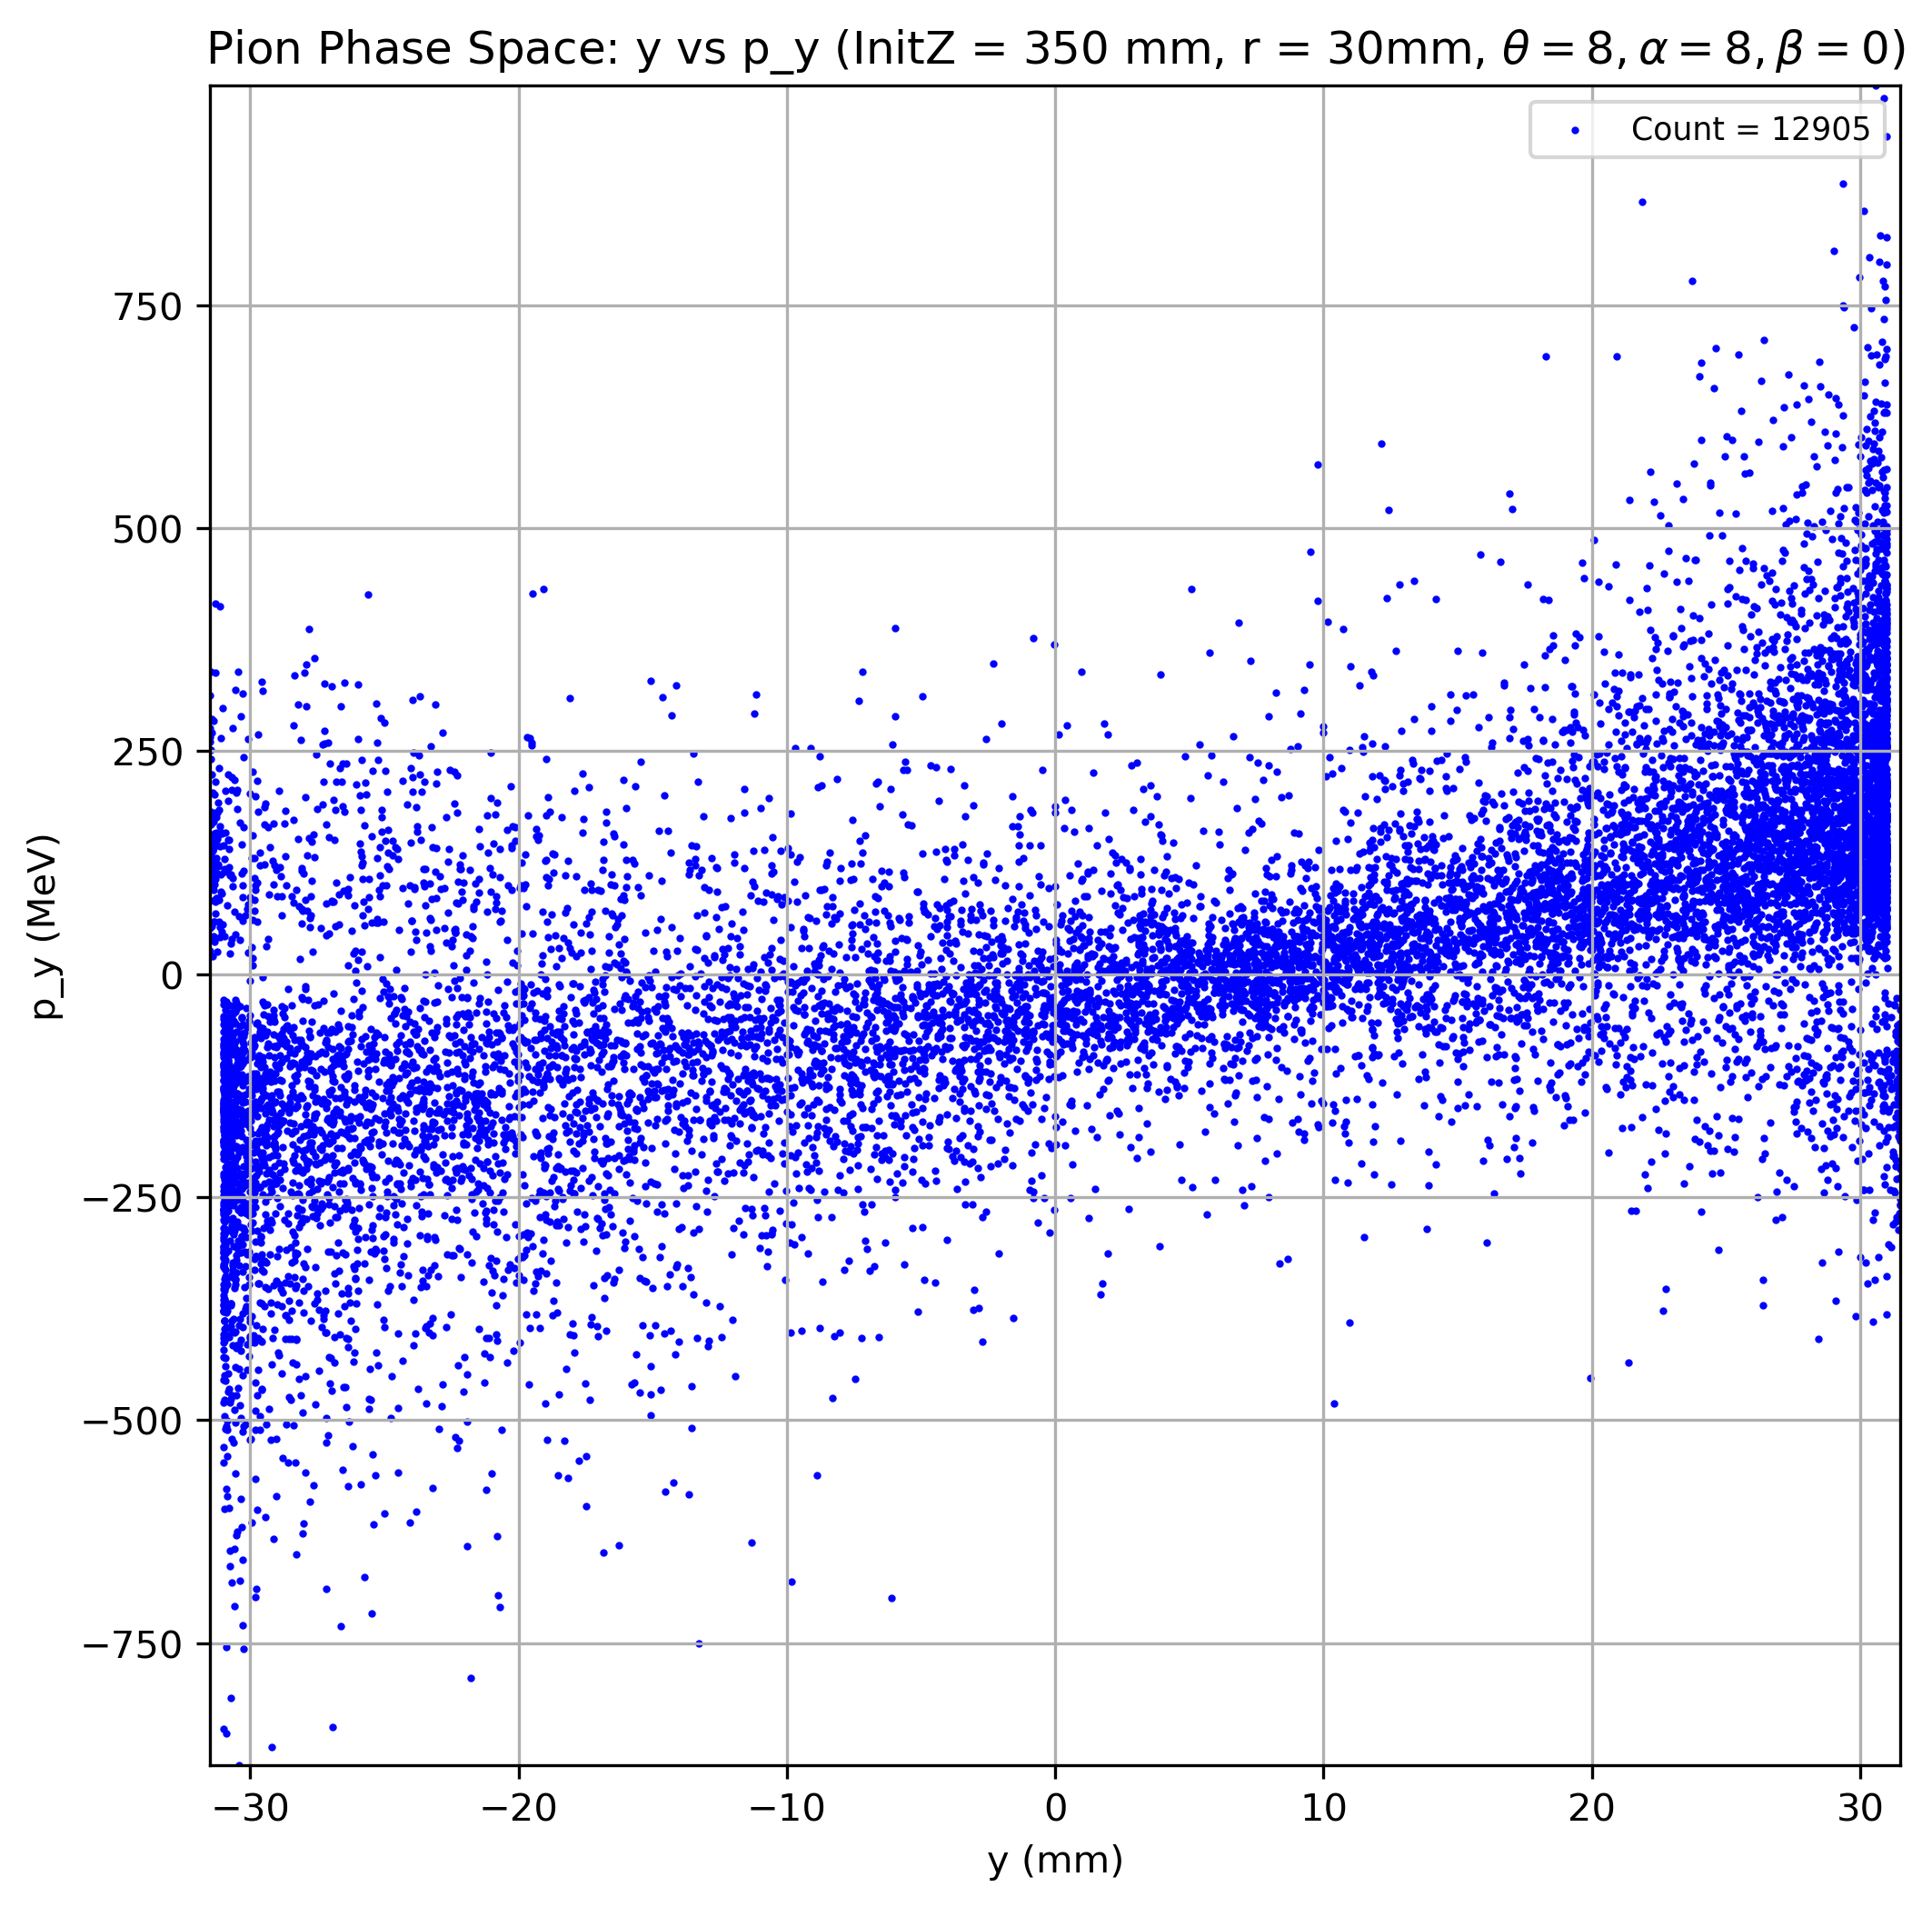 Pion Phase Space: y vs p_y (InitZ = 350 mm, r = 30mm, θ = 8, α = 8, β = 0)
Count = 12905
750
500
250
0
−250
−500
−750
p_y (MeV)
−30 −20 −10 0 10 20 30
y (mm)